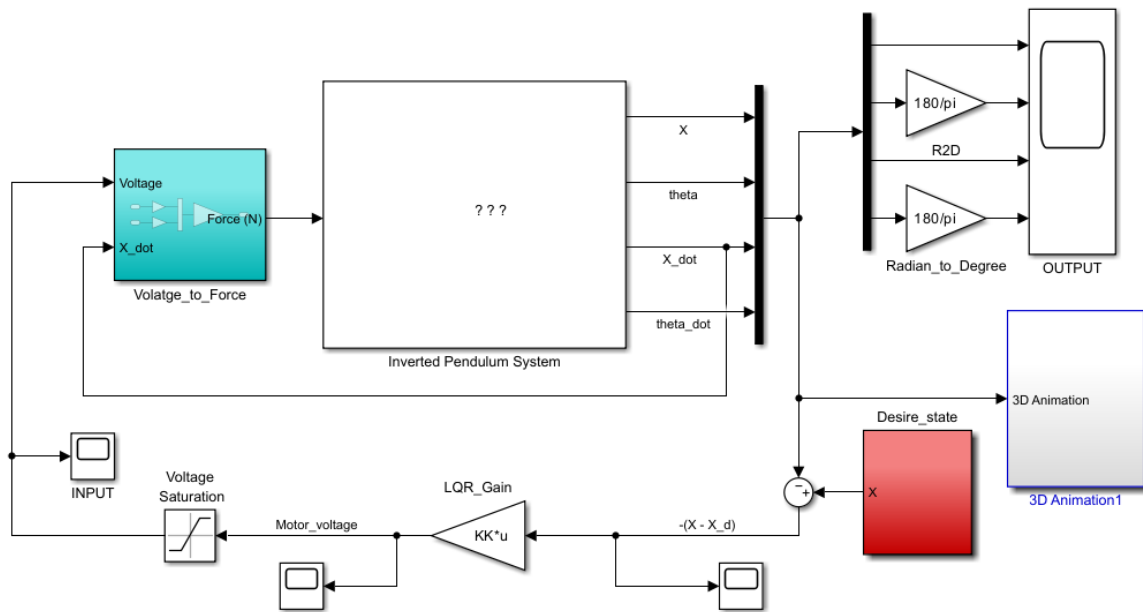 180/pi
R2D
180/pi
Radian_to_Degree
OUTPUT
Voltage
X_dot
Force (N)
Volatge_to_Force
? ? ?
X
theta
X_dot
theta_dot
Inverted Pendulum System
3D Animation
3D Animation1
Desire_state
X
−
+
-(X - X_d)
LQR_Gain
KK*u
Motor_voltage
Voltage
Saturation
INPUT